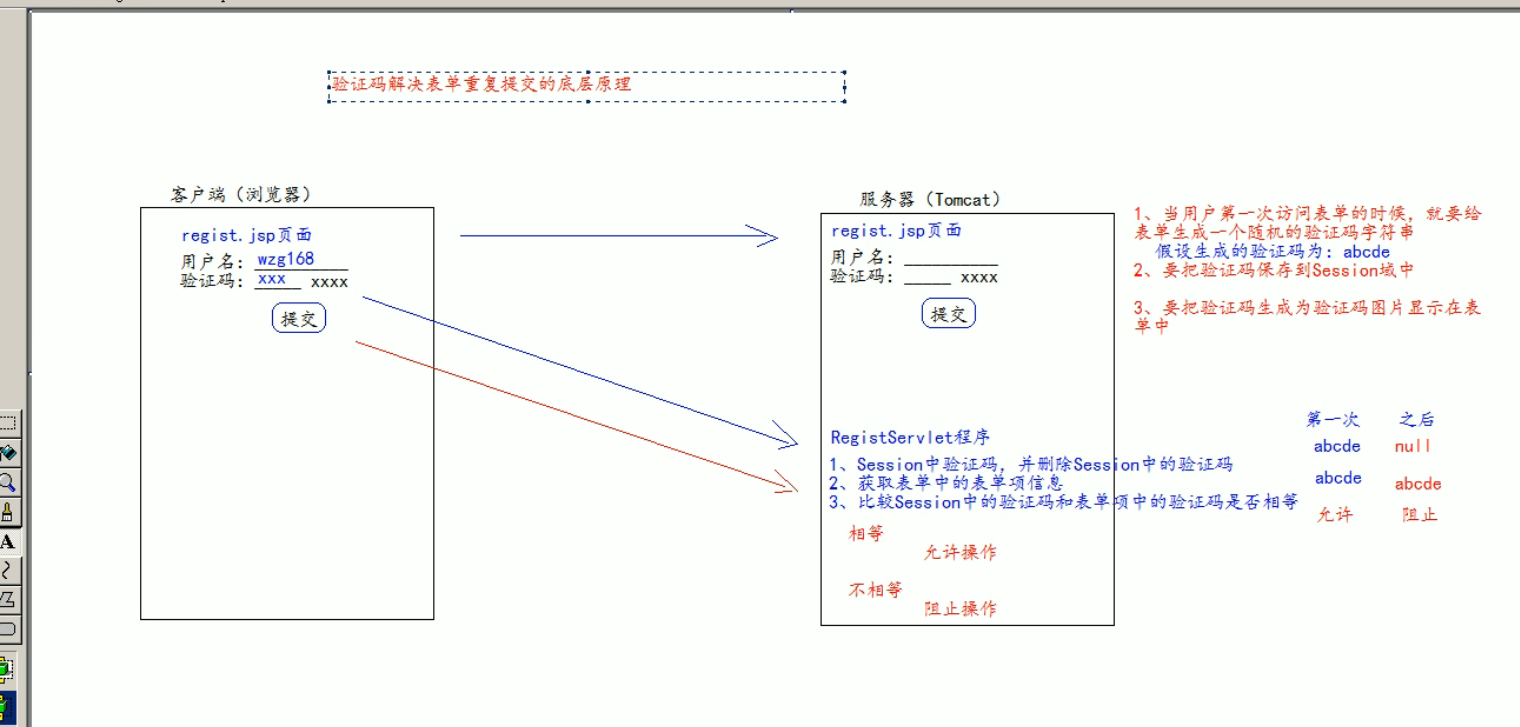 验证码解决表单重复提交的底层原理
客户端（浏览器）
regist.jsp页面
用户名：wzg168
验证码：xxx xxxx
提交
服务器（Tomcat）
regist.jsp页面
用户名：__________
验证码：_____ xxxx
提交
1、当用户第一次访问表单的时候，就要给
表单生成一个随机的验证码字符串
假设生成的验证码为：abcde
2、要把验证码保存到Session域中
3、要把验证码生成为验证码图片显示在表
单中
RegistServlet程序
1、Session中验证码，并删除Session中的验证码
2、获取表单中的表单项信息
3、比较Session中的验证码和表单项中的验证码是否相等
相等
允许操作
不相等
阻止操作
第一次 之后
abcde null
abcde abcde
允许 阻止
A